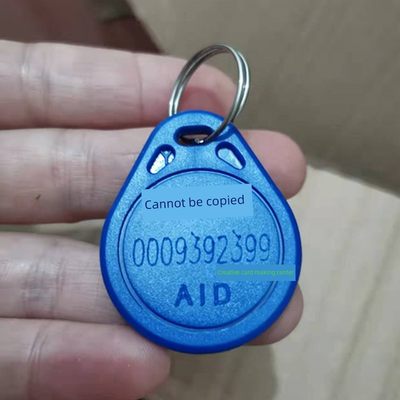 Cannot be copied
0009392399
Creative card making center
AID